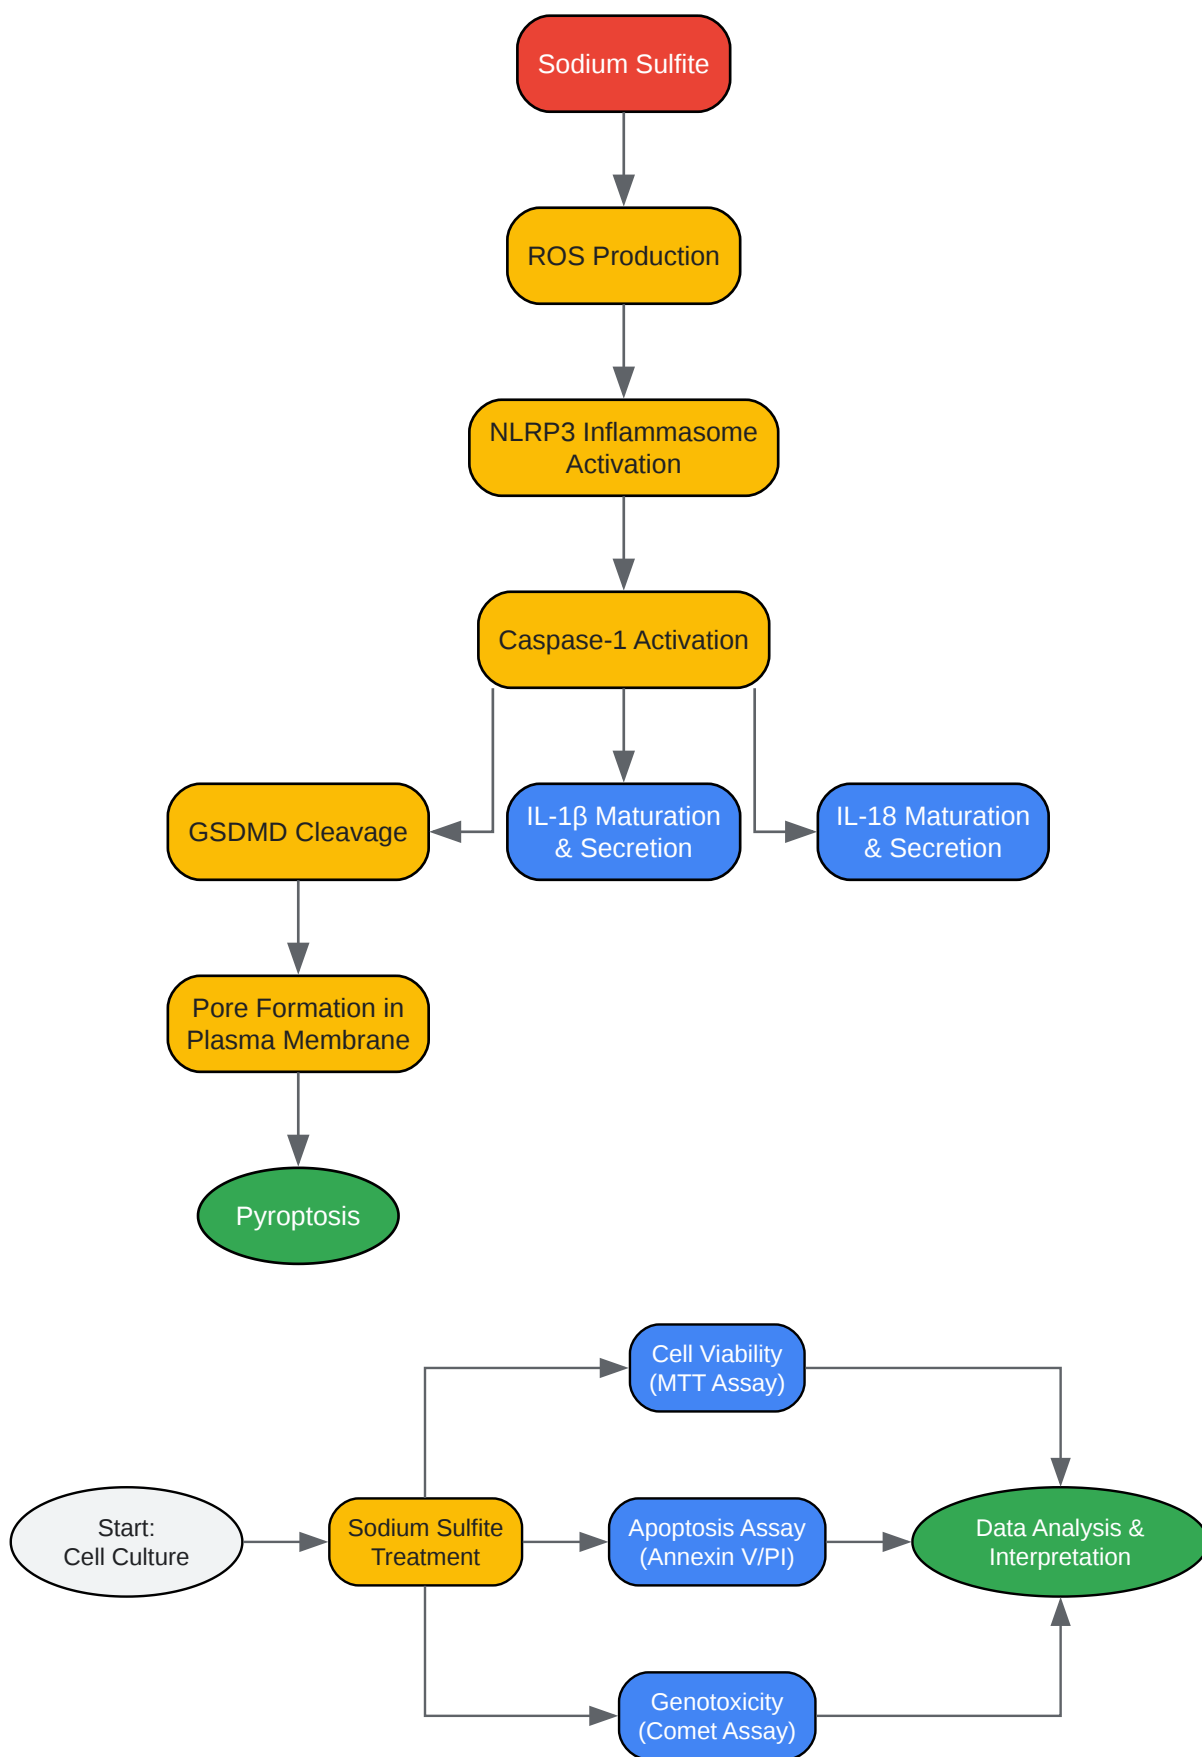 Sodium Sulfite
ROS Production
NLRP3 Inflammasome
Activation
Caspase-1 Activation
GSDMD Cleavage
IL-1β Maturation
& Secretion
IL-18 Maturation
& Secretion
Pore Formation in
Plasma Membrane
Pyroptosis
Cell Viability
(MTT Assay)
Start:
Cell Culture
Sodium Sulfite
Treatment
Apoptosis Assay
(Annexin V/PI)
Data Analysis &
Interpretation
Genotoxicity
(Comet Assay)